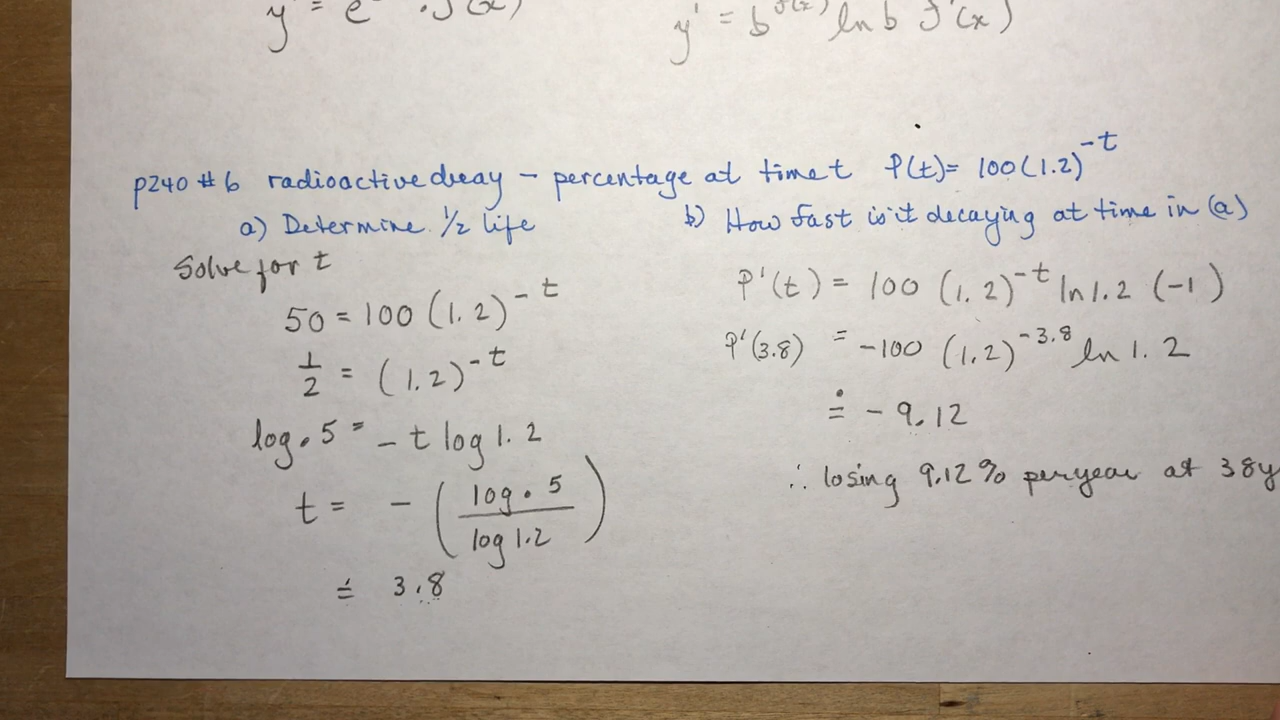 y' = e · f'(x)
y' = b^f(x) ln b f'(x)
p240 # 6 radioactive decay – percentage at time t P(t) = 100(1.2)^-t
a) Determine 1/2 life
b) How fast is it decaying at time in (a)
Solve for t
50 = 100 (1.2)^-t
1/2 = (1.2)^-t
log .5 = -t log 1.2
t = - (log .5 / log 1.2)
≐ 3.8
P'(t) = 100 (1.2)^-t ln 1.2 (-1)
P'(3.8) = -100 (1.2)^-3.8 ln 1.2
≐ -9.12
∴ losing 9.12% per year at 38y